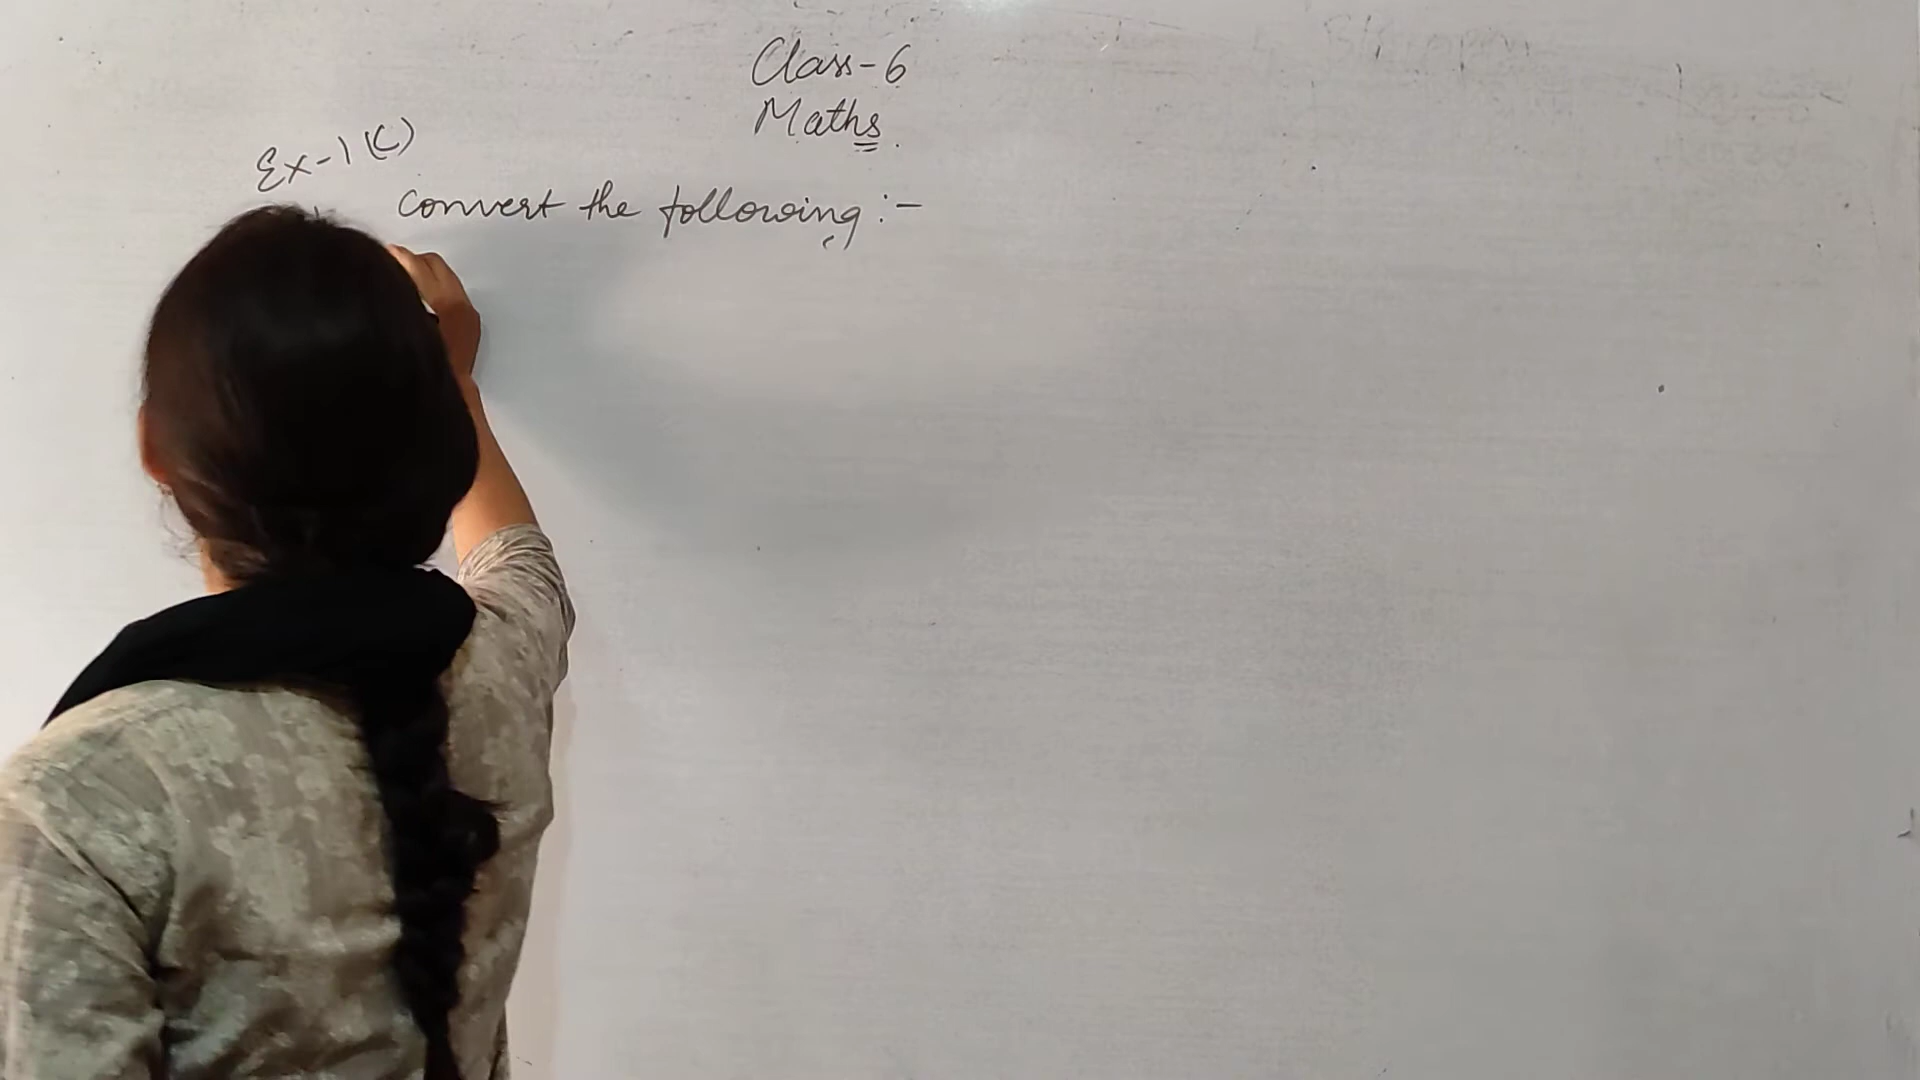 Class-6
Maths.
Ex-1(C)
convert the following :-